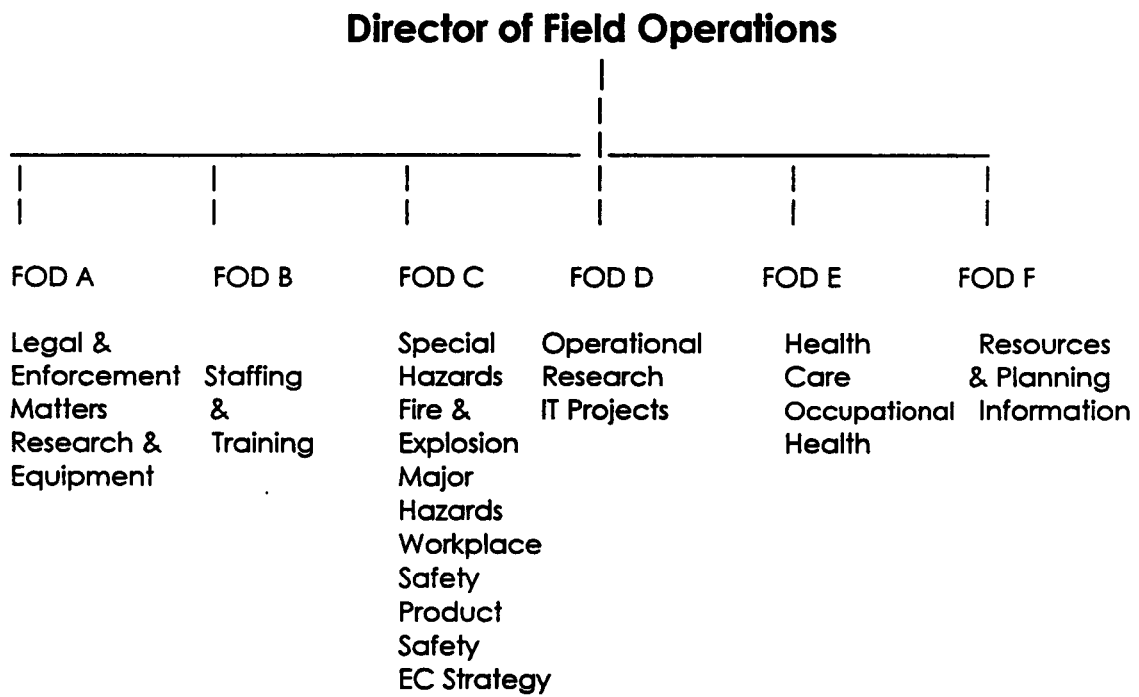 Director of Field Operations
FOD A
FOD B
FOD C
FOD D
FOD E
FOD F
Legal &
Enforcement
Matters
Research &
Equipment
Staffing
&
Training
Special
Hazards
Fire &
Explosion
Major
Hazards
Workplace
Safety
Product
Safety
EC Strategy
Operational
Research
IT Projects
Health
Care
Occupational
Health
Resources
& Planning
Information